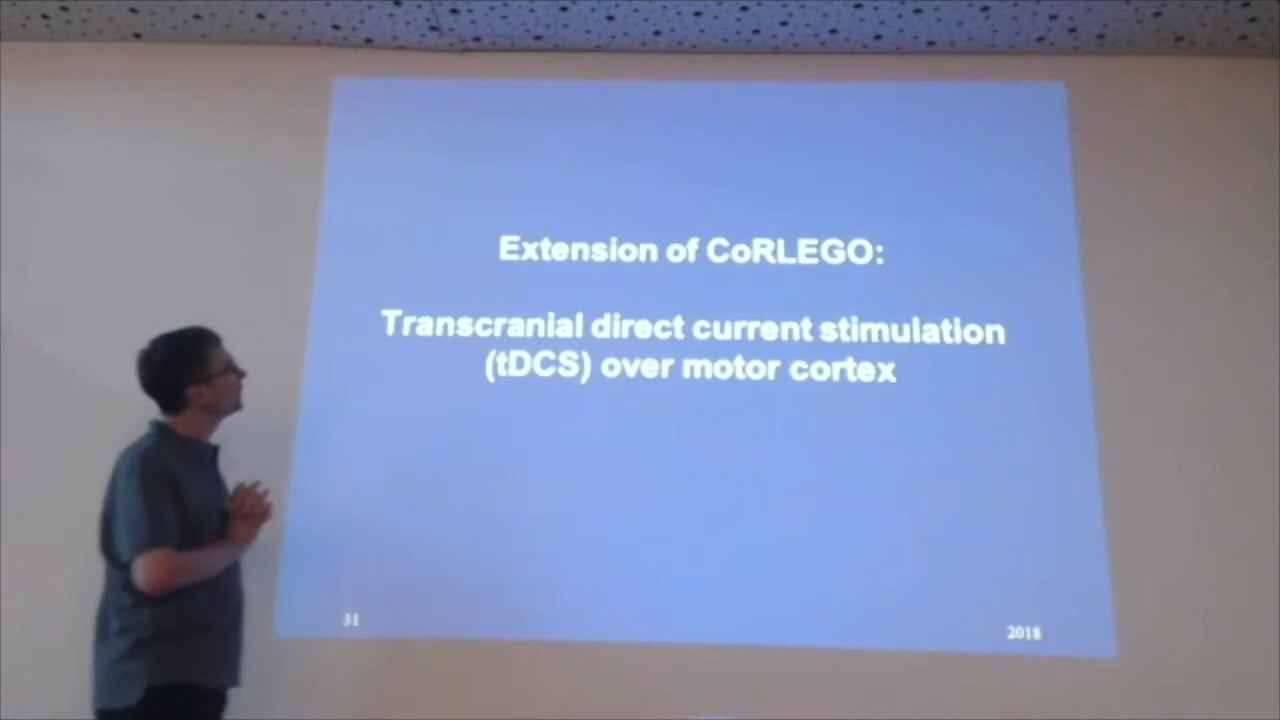 Extension of CoRLEGO:
Transcranial direct current stimulation
(tDCS) over motor cortex
31
2018